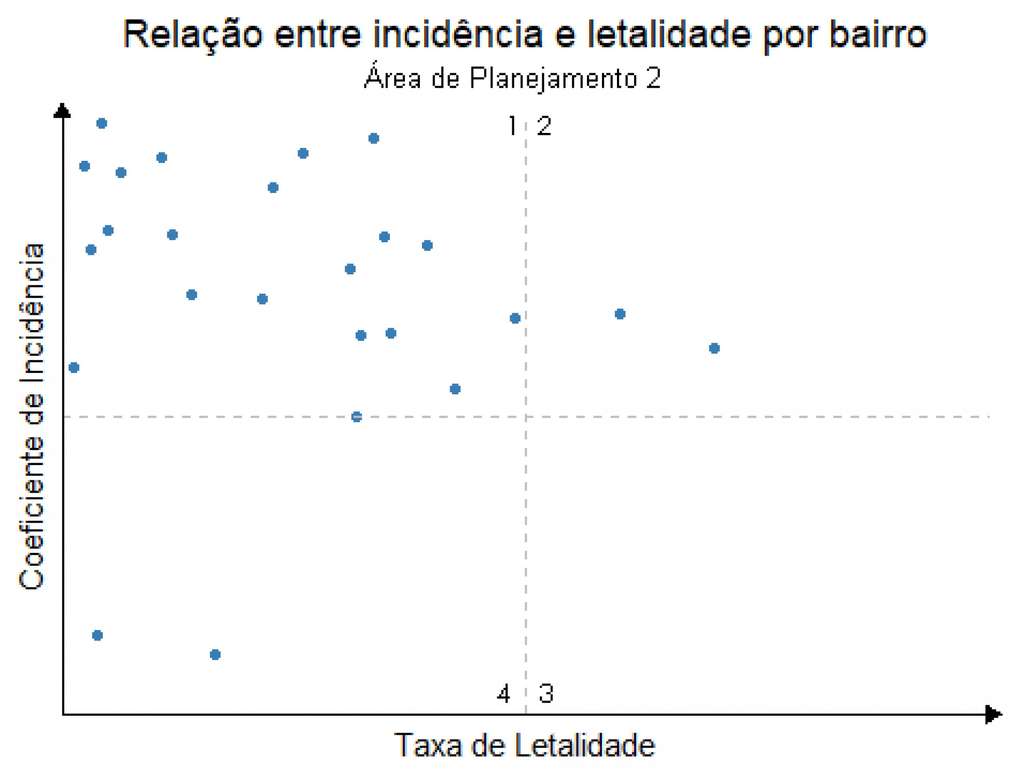 Relação entre incidência e letalidade por bairro
Área de Planejamento 2
1 2
Coeficiente de Incidência
4 3
Taxa de Letalidade